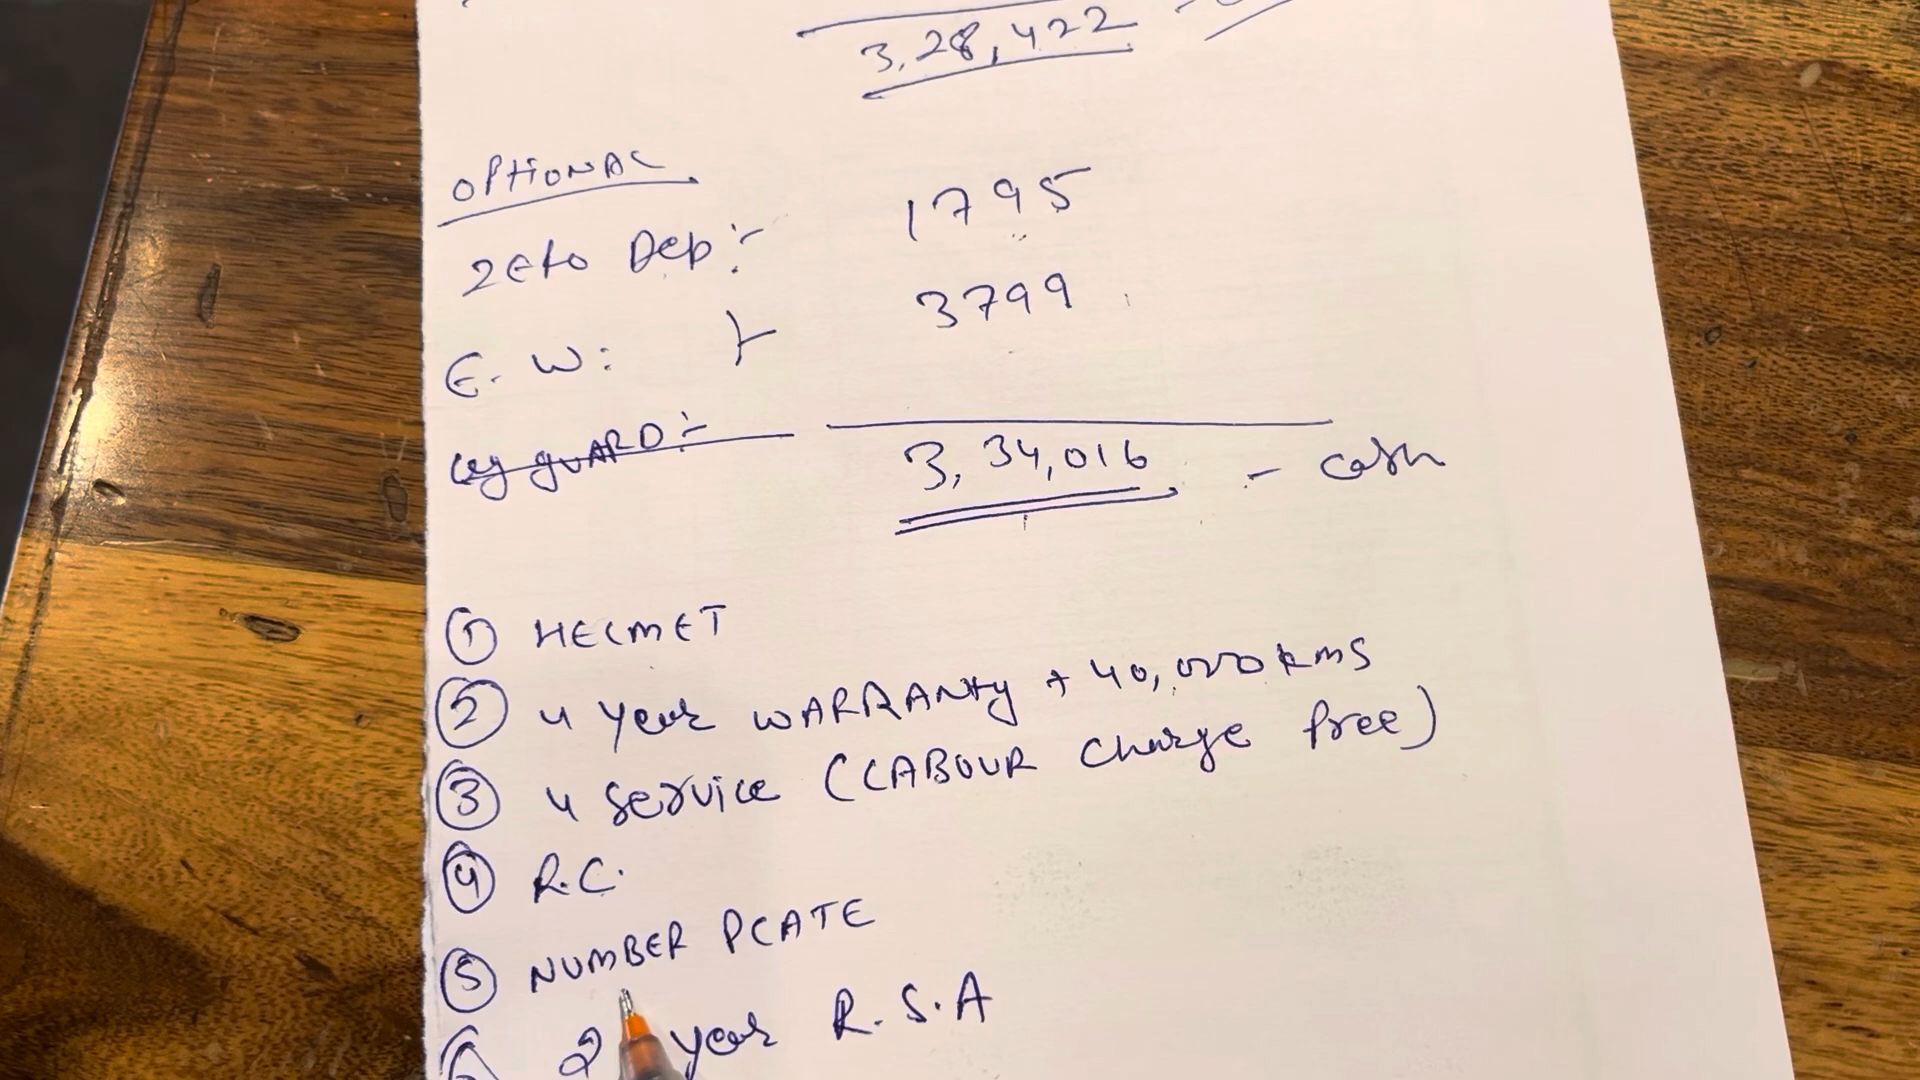 3,28,422
OPTIONAL
Zero Dep:- 1795
E.W: 3799
Leg GUARD:-
3,34,016 - cash
① HELMET
② 4 year WARRANTY + 40,000 KMS
③ 4 Service (LABOUR Charge free)
④ R.C.
⑤ NUMBER PLATE
⑥ 2 year R.S.A